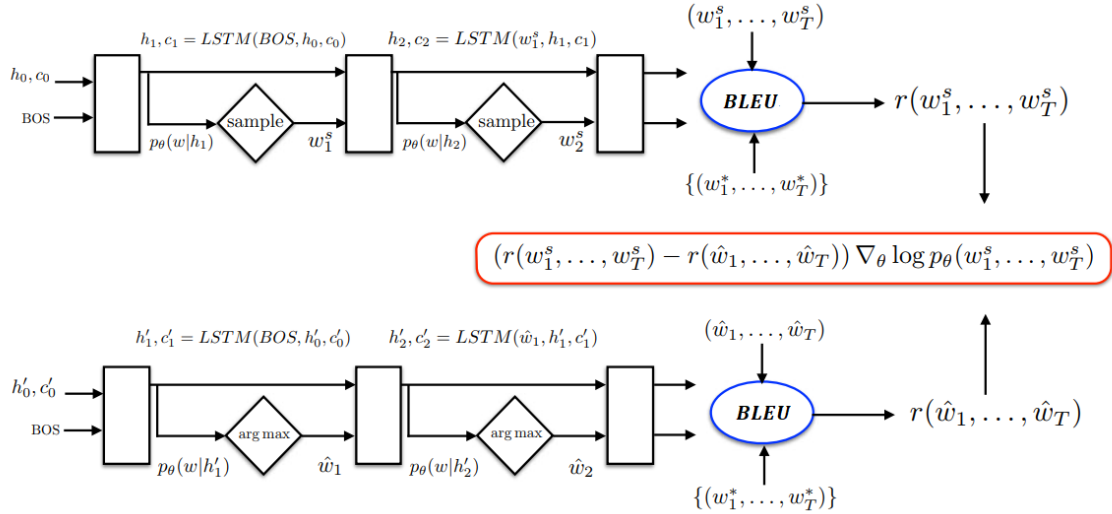 (w_1^s, . . . , w_T^s)
h_1, c_1 = LSTM(BOS, h_0, c_0) h_2, c_2 = LSTM(w_1^s, h_1, c_1)
h_0, c_0
BOS
sample sample
BLEU
r(w_1^s, . . . , w_T^s)
p_θ(w|h_1) w_1^s p_θ(w|h_2) w_2^s
{(w_1^*, . . . , w_T^*)}
(r(w_1^s, . . . , w_T^s) − r(ŵ_1, . . . , ŵ_T)) ∇_θ log p_θ(w_1^s, . . . , w_T^s)
(ŵ_1, . . . , ŵ_T)
h'_1, c'_1 = LSTM(BOS, h'_0, c'_0) h'_2, c'_2 = LSTM(ŵ_1, h'_1, c'_1)
h'_0, c'_0
BOS
arg max arg max
BLEU
r(ŵ_1, . . . , ŵ_T)
p_θ(w|h'_1) ŵ_1 p_θ(w|h'_2) ŵ_2
{(w_1^*, . . . , w_T^*)}